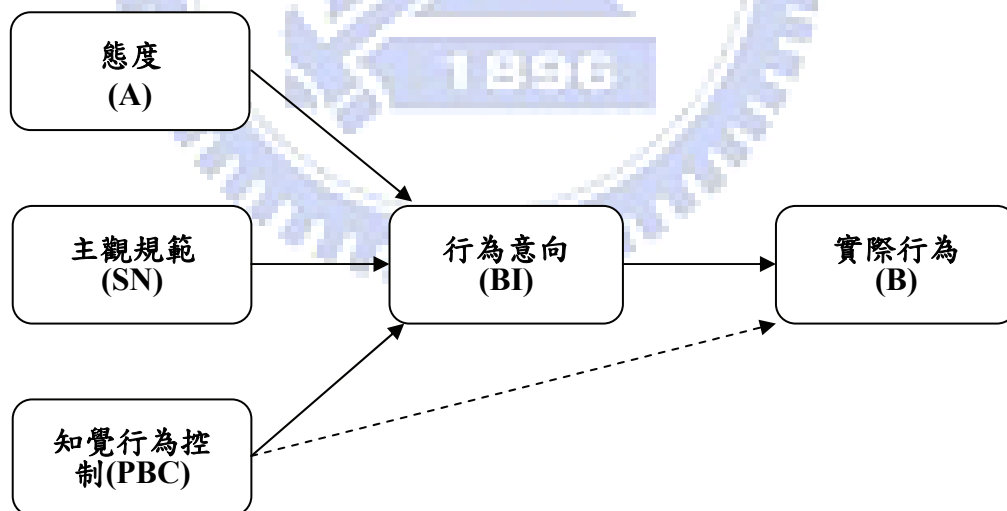 1896
態度
(A)
主觀規範
(SN)
行為意向
(BI)
實際行為
(B)
知覺行為控
制(PBC)